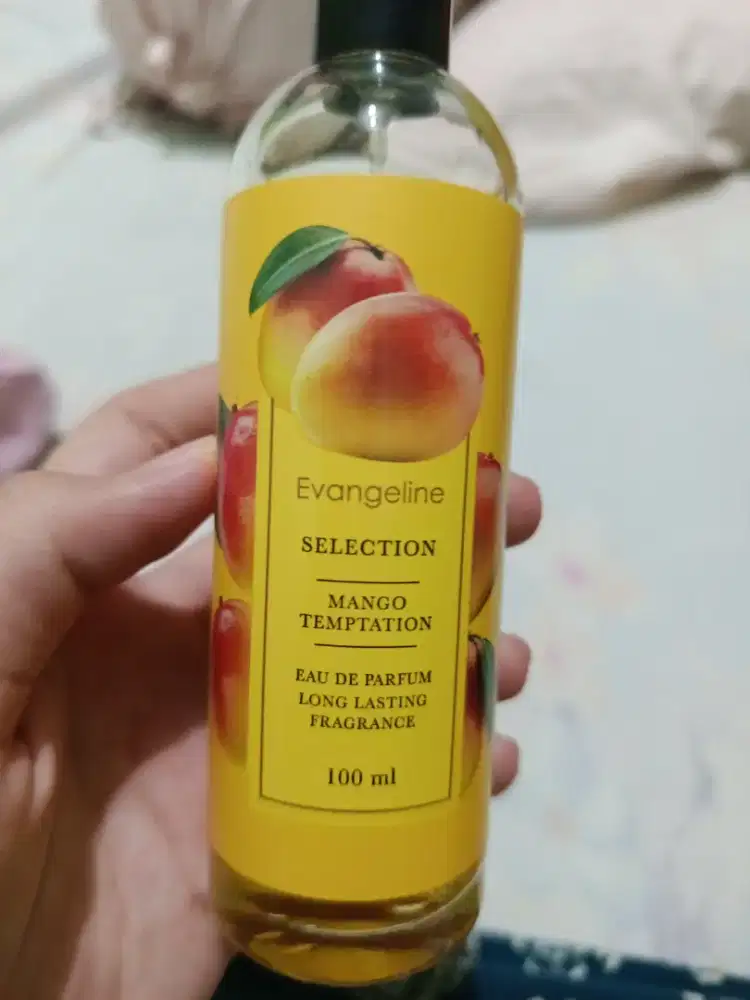 Evangeline
SELECTION
MANGO
TEMPTATION
EAU DE PARFUM
LONG LASTING
FRAGRANCE
100 ml